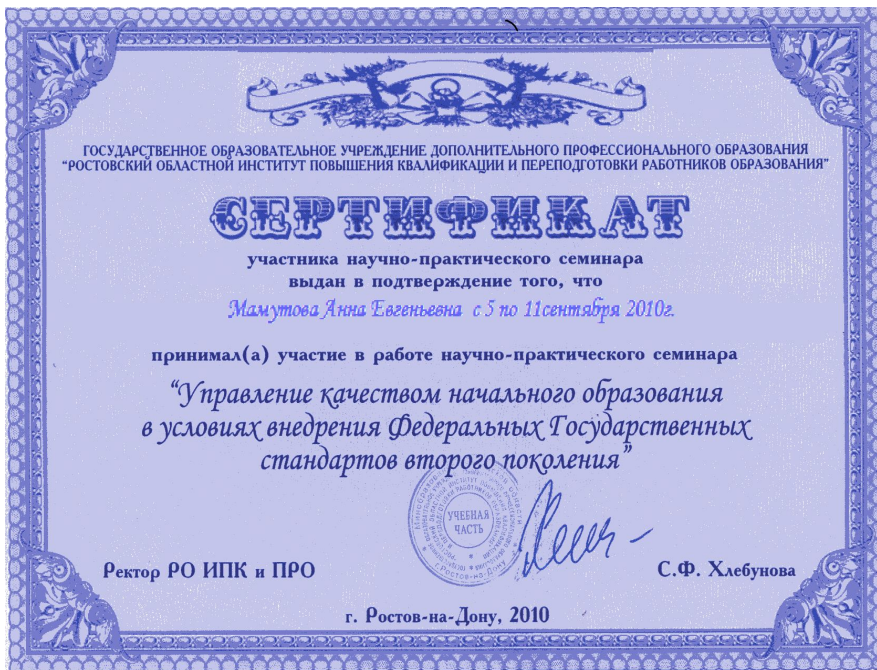 ГОСУДАРСТВЕННОЕ ОБРАЗОВАТЕЛЬНОЕ УЧРЕЖДЕНИЕ ДОПОЛНИТЕЛЬНОГО ПРОФЕССИОНАЛЬНОГО ОБРАЗОВАНИЯ
"РОСТОВСКИЙ ОБЛАСТНОЙ ИНСТИТУТ ПОВЫШЕНИЯ КВАЛИФИКАЦИИ И ПЕРЕПОДГОТОВКИ РАБОТНИКОВ ОБРАЗОВАНИЯ"
СЕРТИФИКАТ
участника научно-практического семинара
выдан в подтверждение того, что
Мамутова Анна Евгеньевна с 5 по 11сентября 2010г.
принимал(а) участие в работе научно-практического семинара
"Управление качеством начального образования
в условиях внедрения Федеральных Государственных
стандартов второго поколения"
УЧЕБНАЯ
ЧАСТЬ
г. Ростов-на-Дону
Ректор РО ИПК и ПРО
С.Ф. Хлебунова
г. Ростов-на-Дону, 2010